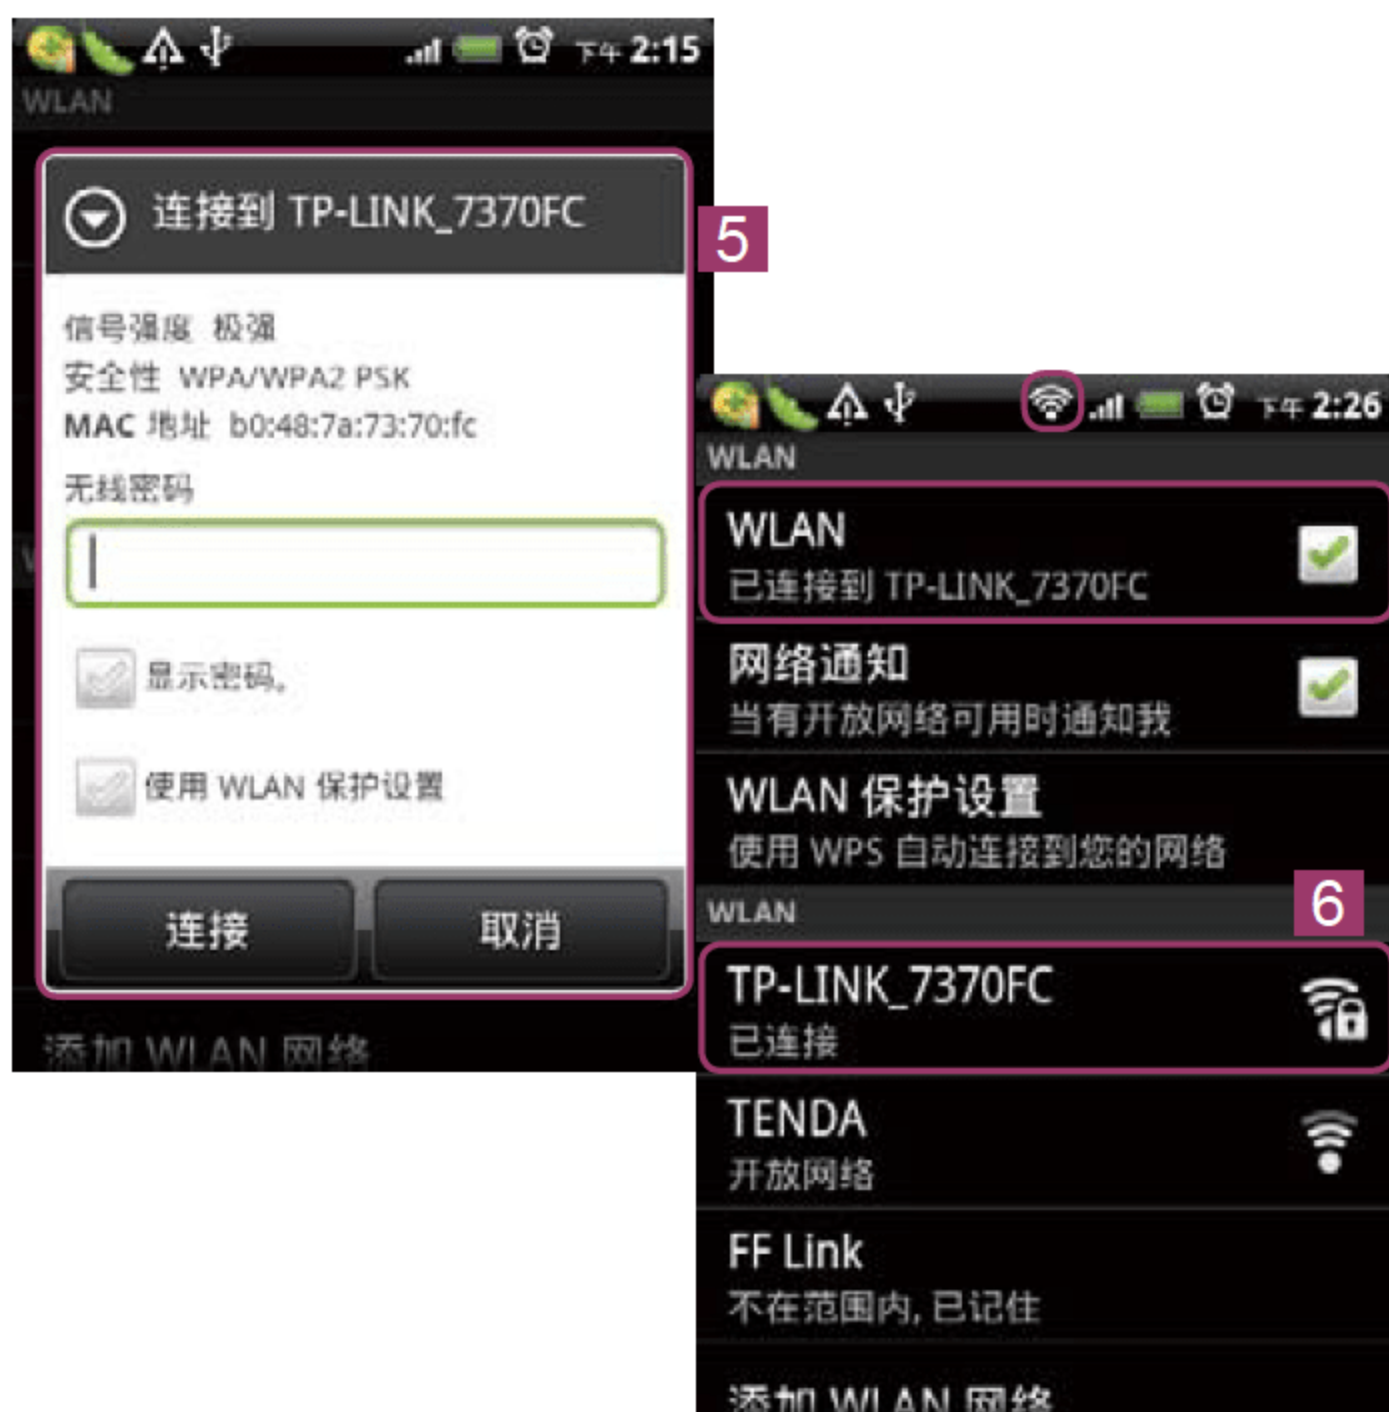 下午 2:15
WLAN
连接到 TP-LINK_7370FC
5
信号强度 极强
安全性 WPA/WPA2 PSK
MAC 地址 b0:48:7a:73:70:fc
无线密码
显示密码。
使用 WLAN 保护设置
连接 取消
添加 WLAN 网络
下午 2:26
WLAN
WLAN
已连接到 TP-LINK_7370FC
网络通知
当有开放网络可用时通知我
WLAN 保护设置
使用 WPS 自动连接到您的网络
WLAN
6
TP-LINK_7370FC
已连接
TENDA
开放网络
FF Link
不在范围内, 已记住
添加 WLAN 网络